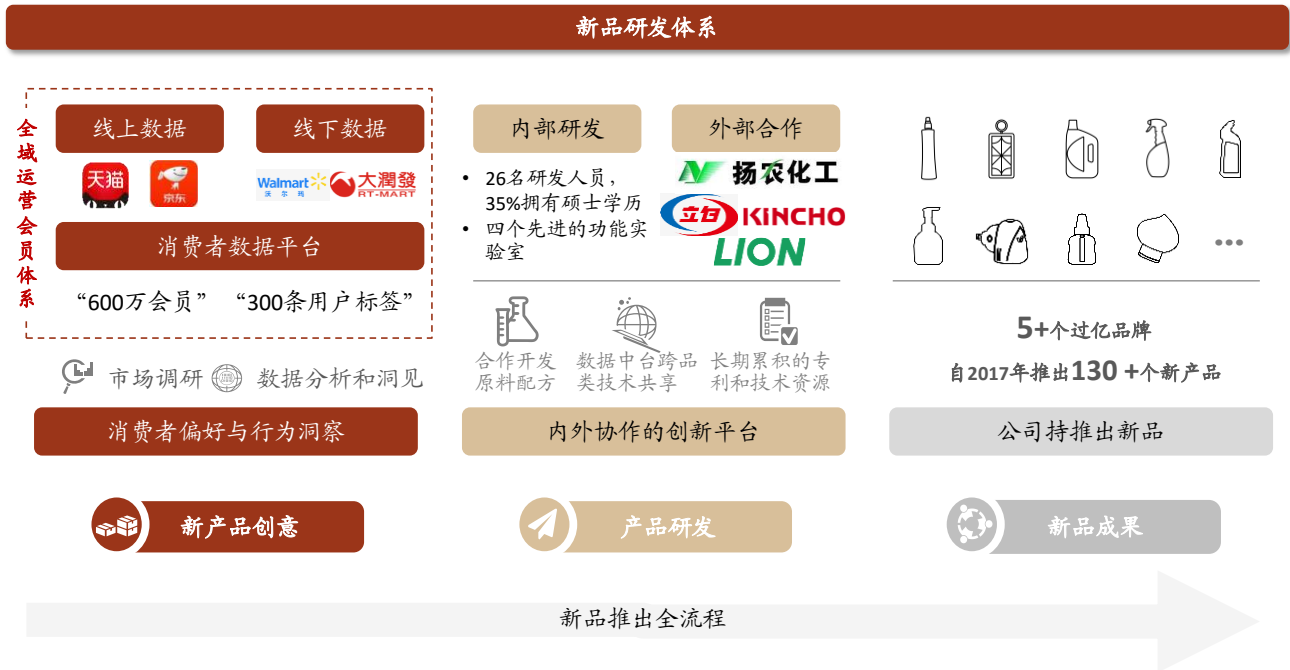 新品研发体系
全域运营会员体系
线上数据
线下数据
天猫
京东
Walmart
沃尔玛
大潤發
RT-MART
消费者数据平台
“600万会员” “300条用户标签”
市场调研
数据分析和洞见
消费者偏好与行为洞察
内部研发
外部合作
• 26名研发人员，
35%拥有硕士学历
• 四个先进的功能实
验室
扬农化工
立白
KINCHO
LION
合作开发
原料配方
数据中台跨品
类技术共享
长期累积的专
利和技术资源
内外协作的创新平台
5+个过亿品牌
自2017年推出130 +个新产品
公司持推出新品
新产品创意
产品研发
新品成果
新品推出全流程